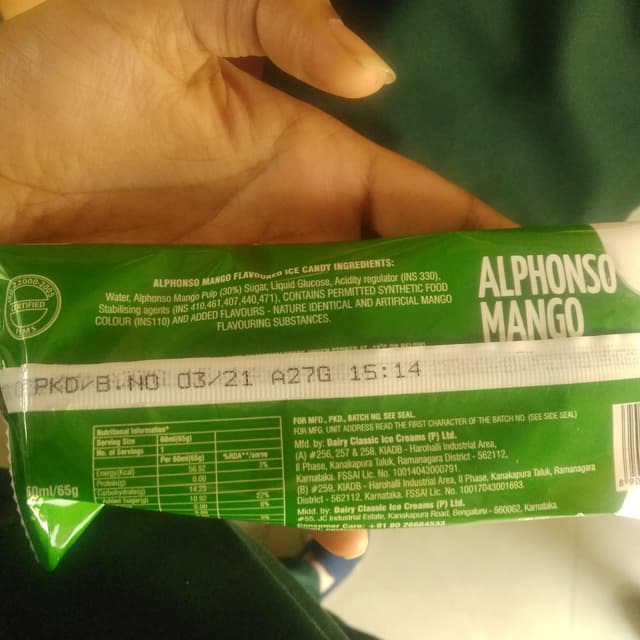 ALPHONSO MANGO FLAVOURED ICE CANDY INGREDIENTS:
Water, Alphonso Mango Pulp (30%) Sugar, Liquid Glucose, Acidity regulator (INS 330),
Stabilising agents (INS 410,461,407,440,471), CONTAINS PERMITTED SYNTHETIC FOOD
COLOUR (INS110) AND ADDED FLAVOURS - NATURE IDENTICAL AND ARTIFICIAL MANGO
FLAVOURING SUBSTANCES.
ALPHONSO
MANGO
CERTIFIED
PKD/B.NO 03/21 A27G 15:14
Nutritional Information*
Serving Size 60ml(65g)
No. of Servings 1
Per 60ml(65g) %RDA**/serve
Energy(kcal) 56.92 3%
Protein(g) 0.00
Carbohydrate(g) 14.23
Added Sugar(g) 10.92 22%
0.00 0%
60ml/65g
FOR MFD., PKD., BATCH NO. SEE SEAL.
FOR MFG. UNIT ADDRESS READ THE FIRST CHARACTER OF THE BATCH NO. (SEE SIDE SEAL)
Mfd. by: Dairy Classic Ice Creams (P) Ltd.
(A) #256, 257 & 258, KIADB - Harohalli Industrial Area,
II Phase, Kanakapura Taluk, Ramanagara District - 562112,
Karnataka. FSSAI Lic. No. 10014043000791.
(B) #259, KIADB - Harohalli Industrial Area, II Phase, Kanakapura Taluk, Ramanagara
District - 562112, Karnataka. FSSAI Lic. No. 10017043001693.
Mktd. by: Dairy Classic Ice Creams (P) Ltd.
#55, JC Industrial Estate, Kanakapura Road, Bengaluru - 560062, Karnataka.
Consumer Care: +91 80 26664533